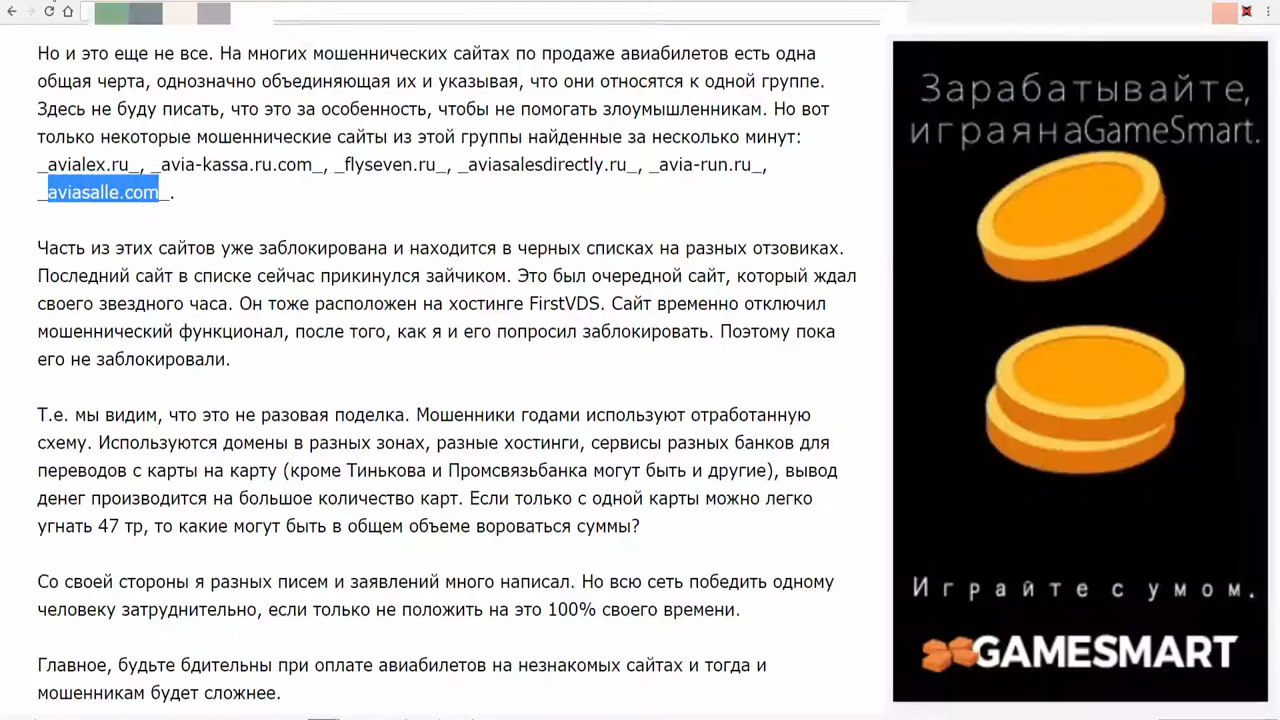 Но и это еще не все. На многих мошеннических сайтах по продаже авиабилетов есть одна
общая черта, однозначно объединяющая их и указывая, что они относятся к одной группе.
Здесь не буду писать, что это за особенность, чтобы не помогать злоумышленникам. Но вот
только некоторые мошеннические сайты из этой группы найденные за несколько минут:
_avialex.ru_, _avia-kassa.ru.com_, _flyseven.ru_, _aviasalesdirectly.ru_, _avia-run.ru_,
_aviasalle.com_.
Часть из этих сайтов уже заблокирована и находится в черных списках на разных отзовиках.
Последний сайт в списке сейчас прикинулся зайчиком. Это был очередной сайт, который ждал
своего звездного часа. Он тоже расположен на хостинге FirstVDS. Сайт временно отключил
мошеннический функционал, после того, как я и его попросил заблокировать. Поэтому пока
его не заблокировали.
Т.е. мы видим, что это не разовая поделка. Мошенники годами используют отработанную
схему. Используются домены в разных зонах, разные хостинги, сервисы разных банков для
переводов с карты на карту (кроме Тинькова и Промсвязьбанка могут быть и другие), вывод
денег производится на большое количество карт. Если только с одной карты можно легко
угнать 47 тр, то какие могут быть в общем объеме вороваться суммы?
Со своей стороны я разных писем и заявлений много написал. Но всю сеть победить одному
человеку затруднительно, если только не положить на это 100% своего времени.
Главное, будьте бдительны при оплате авиабилетов на незнакомых сайтах и тогда и
мошенникам будет сложнее.
Зарабатывайте,
играянаGameSmart.
Играйте с умом.
GAMESMART